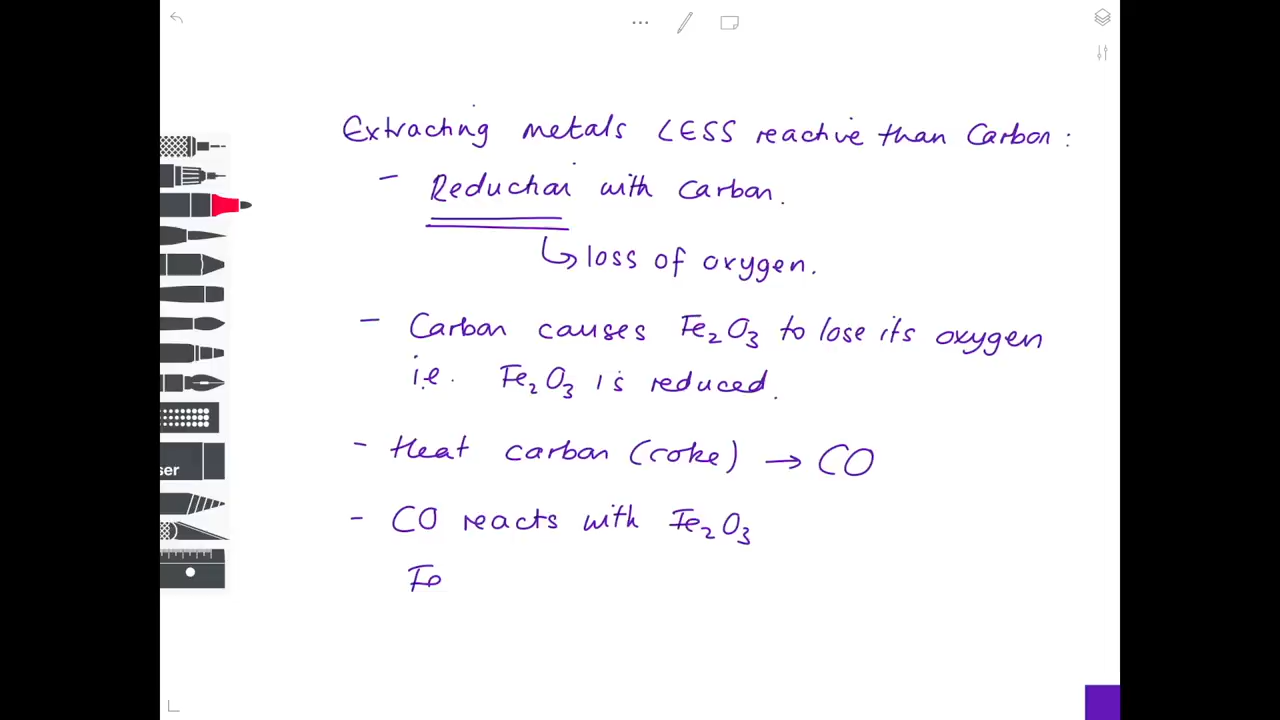 Extracting metals LESS reactive than Carbon :
- Reduction with carbon.
↳ loss of oxygen.
- Carbon causes Fe₂O₃ to lose its oxygen
i.e. Fe₂O₃ is reduced.
- Heat carbon (coke) → CO
- CO reacts with Fe₂O₃
Fe
ser